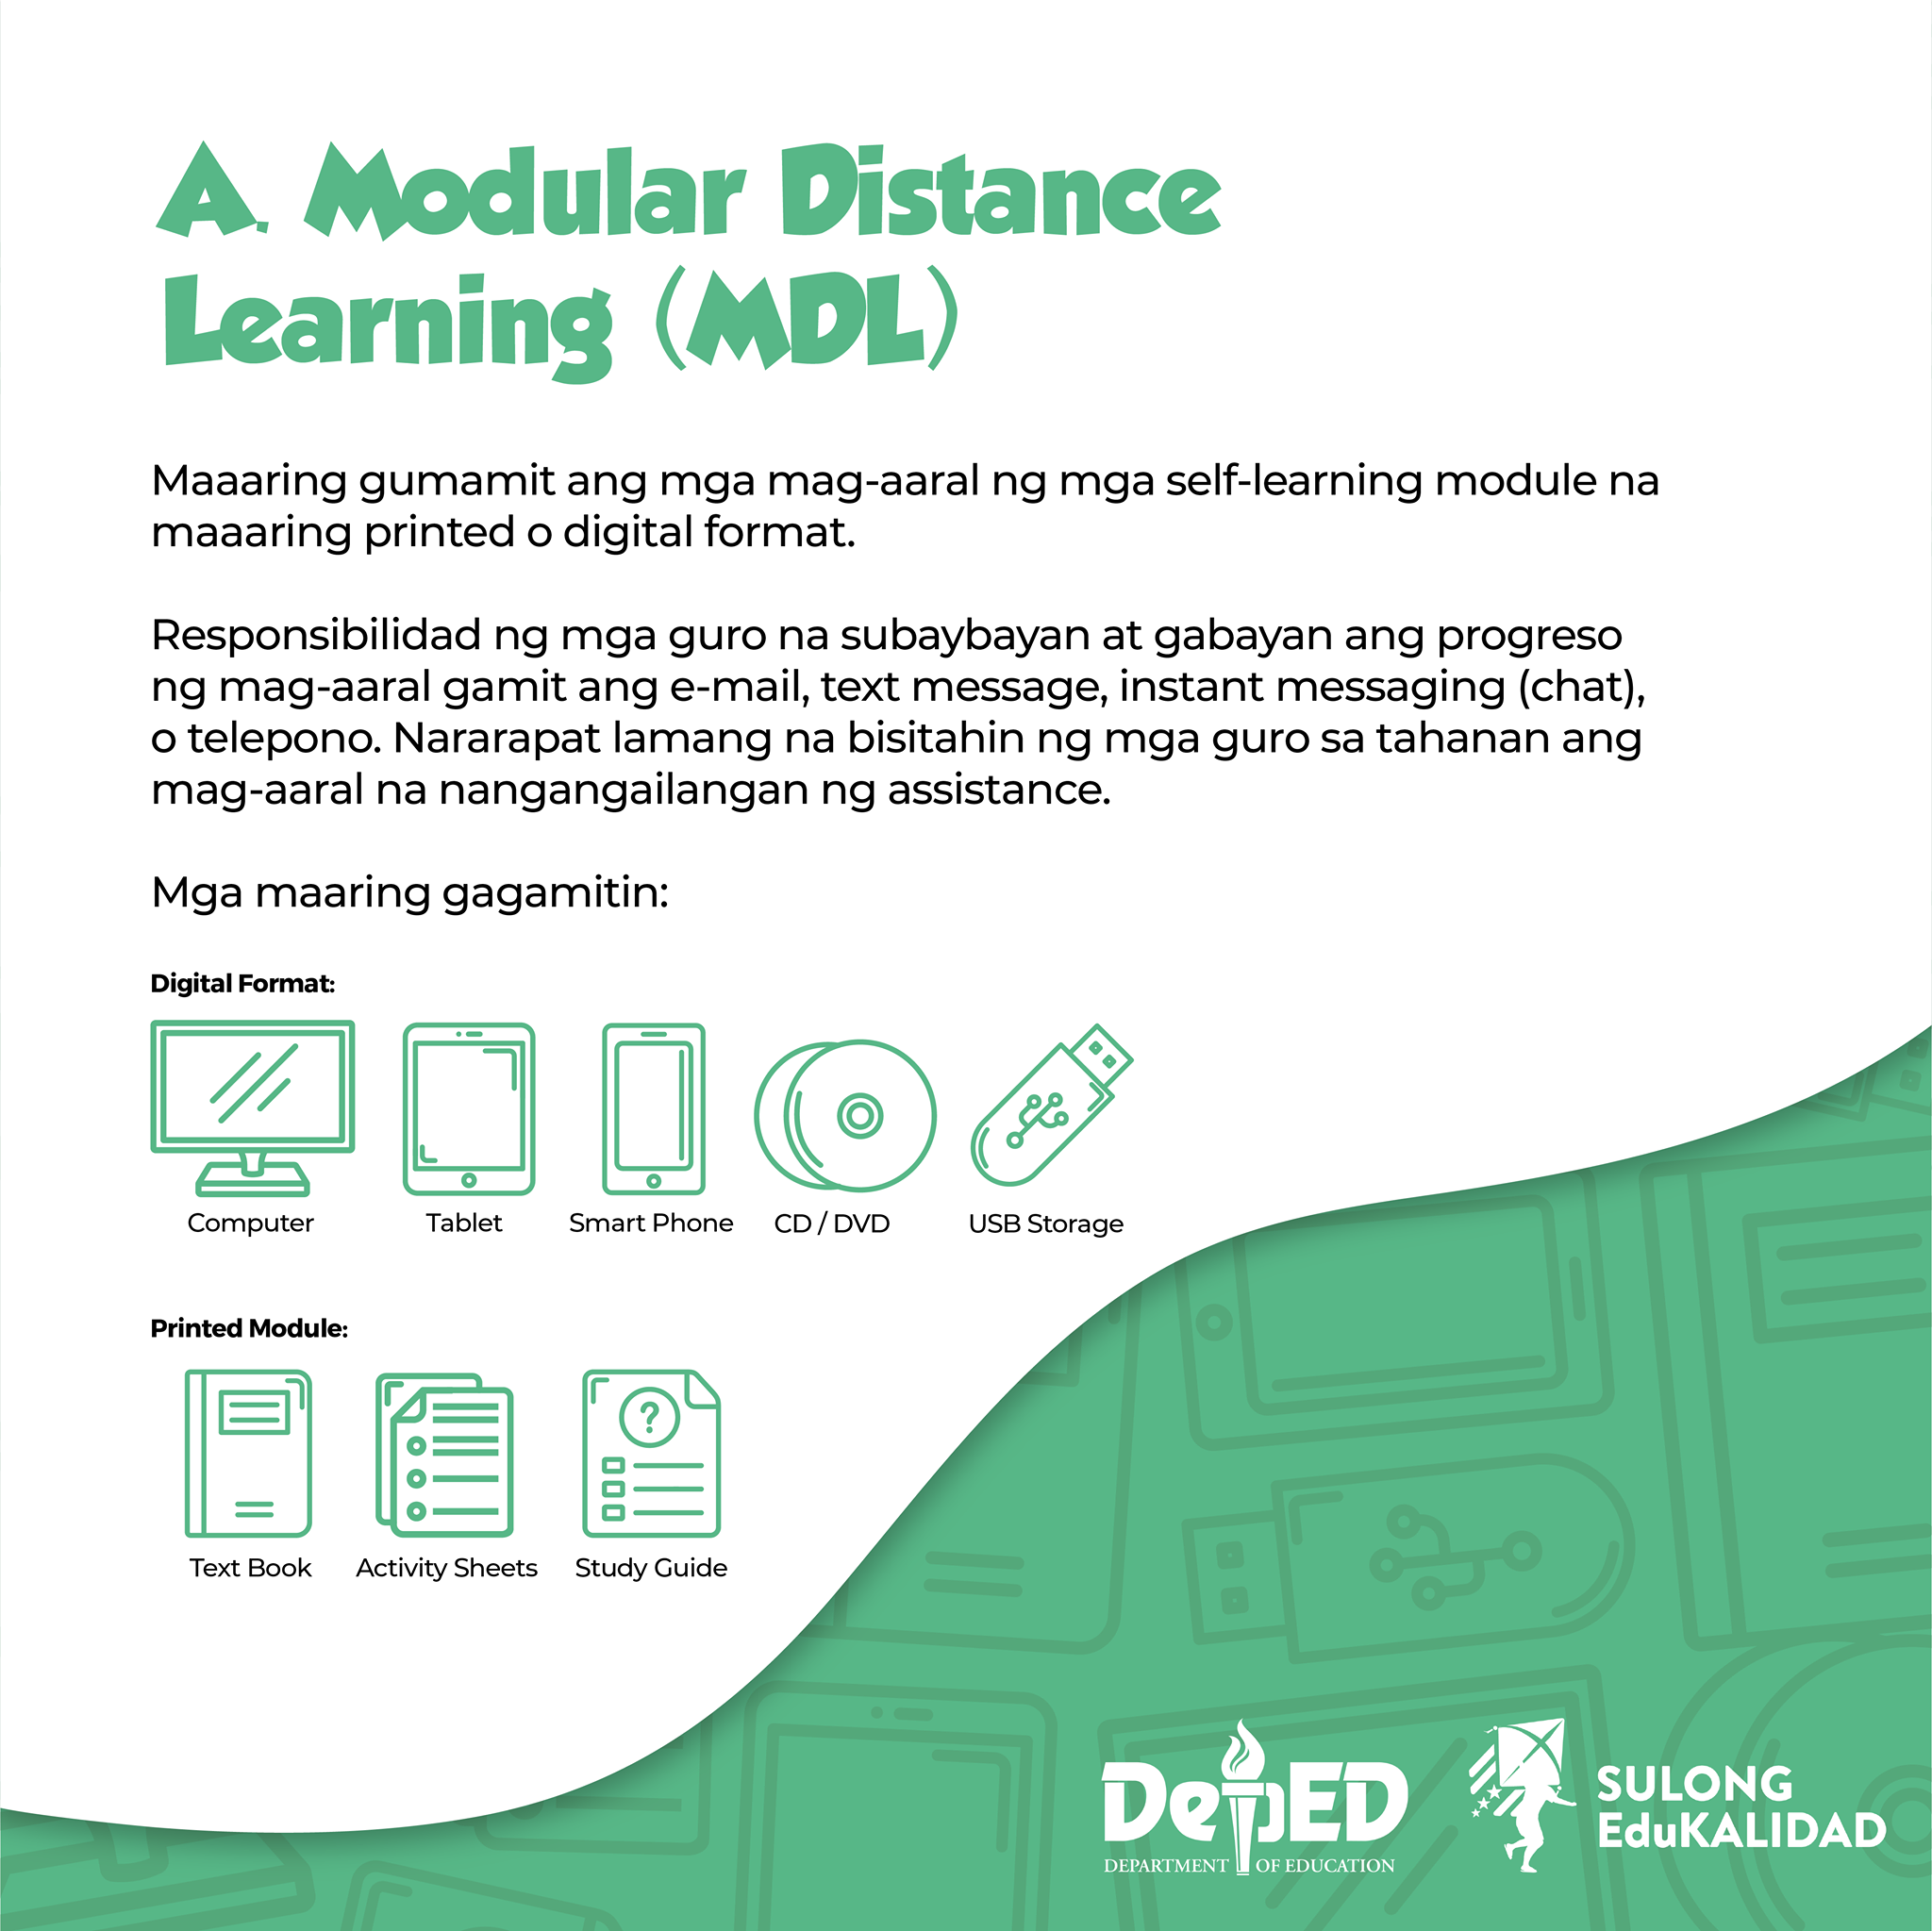 A. Modular Distance
Learning (MDL)
Maaaring gumamit ang mga mag-aaral ng mga self-learning module na
maaaring printed o digital format.
Responsibilidad ng mga guro na subaybayan at gabayan ang progreso
ng mag-aaral gamit ang e-mail, text message, instant messaging (chat),
o telepono. Nararapat lamang na bisitahin ng mga guro sa tahanan ang
mag-aaral na nangangailangan ng assistance.
Mga maaring gagamitin:
Digital Format:
Computer Tablet Smart Phone CD / DVD USB Storage
Printed Module:
?
Text Book Activity Sheets Study Guide
DepED
DEPARTMENT OF EDUCATION
SULONG
EduKALIDAD